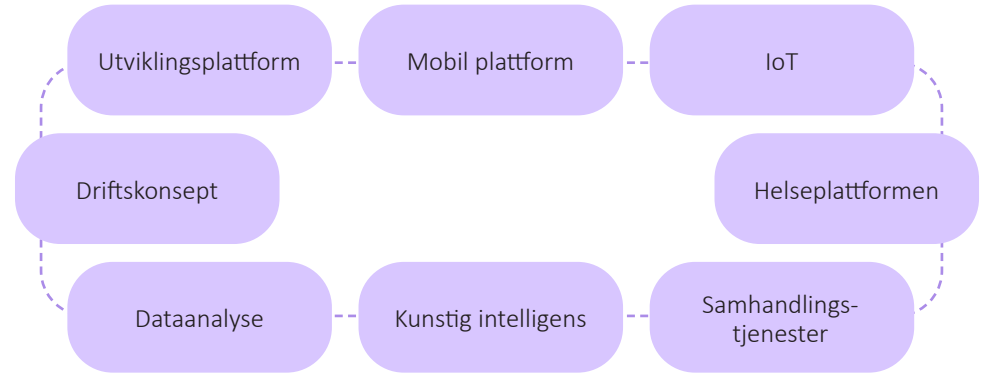 Utviklingsplattform
Mobil plattform
IoT
Driftskonsept
Helseplattformen
Dataanalyse
Kunstig intelligens
Samhandlings-
tjenester